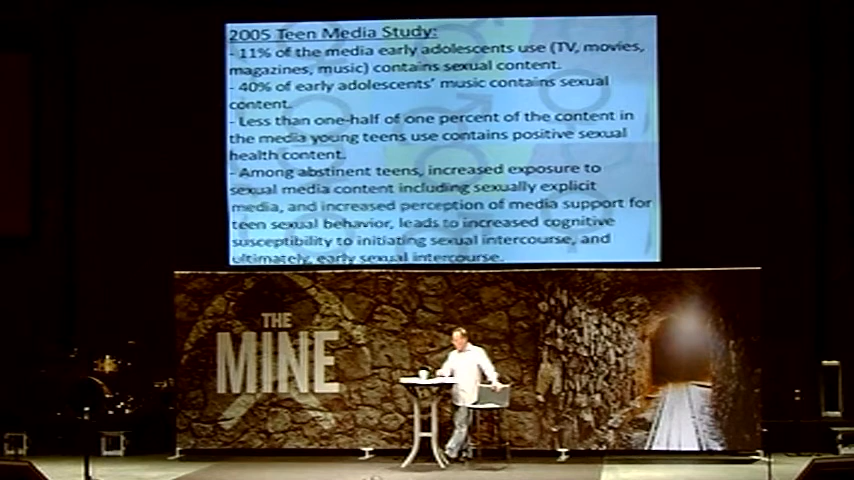 2005 Teen Media Study:
- 11% of the media early adolescents use (TV, movies,
magazines, music) contains sexual content.
- 40% of early adolescents' music contains sexual
content.
- Less than one-half of one percent of the content in
the media young teens use contains positive sexual
health content.
- Among abstinent teens, increased exposure to
sexual media content including sexually explicit
media, and increased perception of media support for
teen sexual behavior, leads to increased cognitive
susceptibility to initiating sexual intercourse, and
ultimately, early sexual intercourse.
THE
MINE